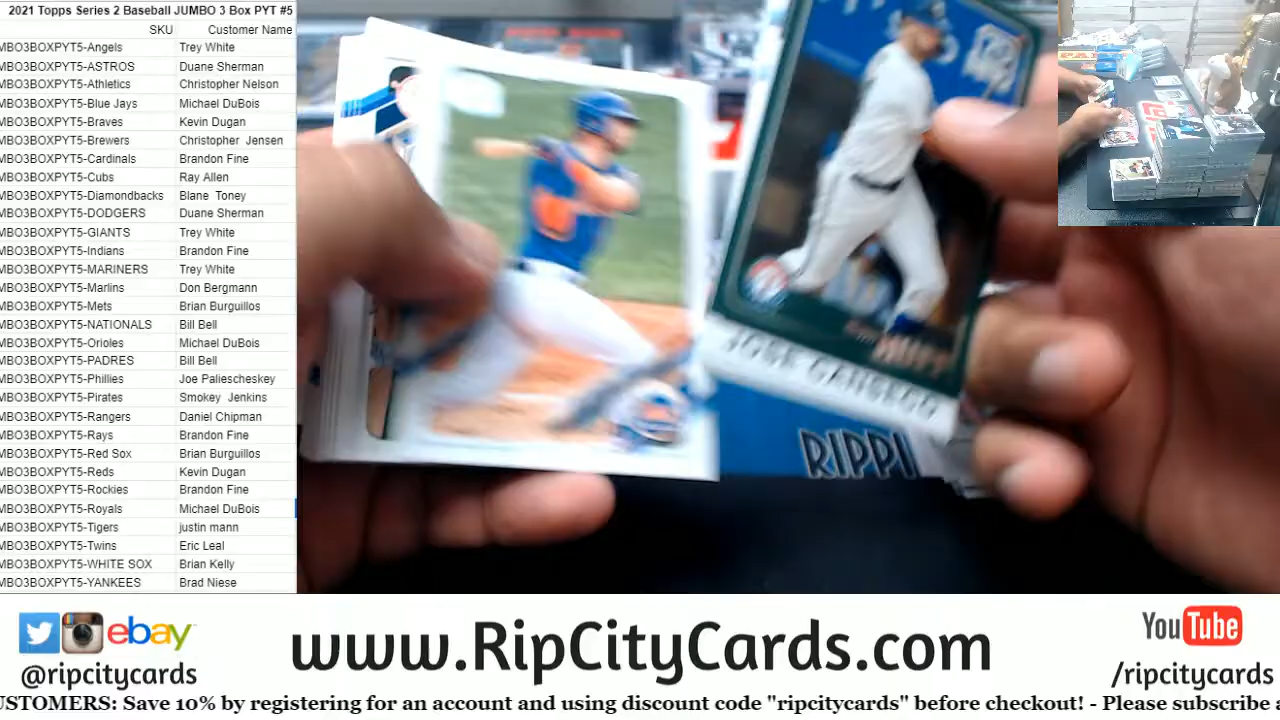 2021 Topps Series 2 Baseball JUMBO 3 Box PYT #5
SKU Customer Name
MBO3BOXPYT5-Angels Trey White
MBO3BOXPYT5-ASTROS Duane Sherman
MBO3BOXPYT5-Athletics Christopher Nelson
MBO3BOXPYT5-Blue Jays Michael DuBois
MBO3BOXPYT5-Braves Kevin Dugan
MBO3BOXPYT5-Brewers Christopher Jensen
MBO3BOXPYT5-Cardinals Brandon Fine
MBO3BOXPYT5-Cubs Ray Allen
MBO3BOXPYT5-Diamondbacks Blane Toney
MBO3BOXPYT5-DODGERS Duane Sherman
MBO3BOXPYT5-GIANTS Trey White
MBO3BOXPYT5-Indians Brandon Fine
MBO3BOXPYT5-MARINERS Trey White
MBO3BOXPYT5-Marlins Don Bergmann
MBO3BOXPYT5-Mets Brian Burguillos
MBO3BOXPYT5-NATIONALS Bill Bell
MBO3BOXPYT5-Orioles Michael DuBois
MBO3BOXPYT5-PADRES Bill Bell
MBO3BOXPYT5-Phillies Joe Paliescheskey
MBO3BOXPYT5-Pirates Smokey Jenkins
MBO3BOXPYT5-Rangers Daniel Chipman
MBO3BOXPYT5-Rays Brandon Fine
MBO3BOXPYT5-Red Sox Brian Burguillos
MBO3BOXPYT5-Reds Kevin Dugan
MBO3BOXPYT5-Rockies Brandon Fine
MBO3BOXPYT5-Royals Michael DuBois
MBO3BOXPYT5-Tigers justin mann
MBO3BOXPYT5-Twins Eric Leal
MBO3BOXPYT5-WHITE SOX Brian Kelly
MBO3BOXPYT5-YANKEES Brad Niese
HUFF
JOSE CANSECO
RIPPI
ebay
@ripcitycards
www.RipCityCards.com
YouTube
/ripcitycards
USTOMERS: Save 10% by registering for an account and using discount code "ripcitycards" before checkout! - Please subscribe a